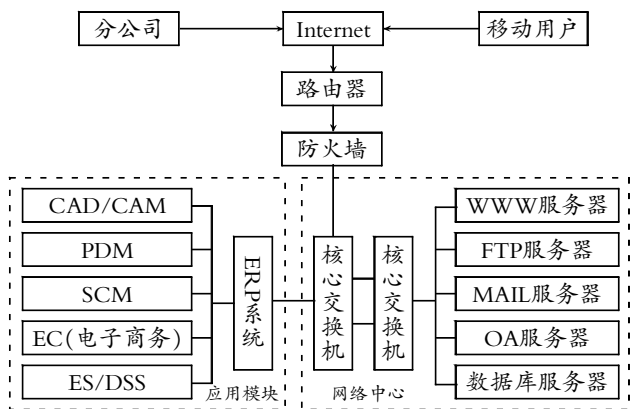 分公司
Internet
移动用户
路由器
防火墙
CAD/CAM
PDM
SCM
EC(电子商务)
ES/DSS
ERP系统
应用模块
核心交换机
核心交换机
网络中心
WWW服务器
FTP服务器
MAIL服务器
OA服务器
数据库服务器